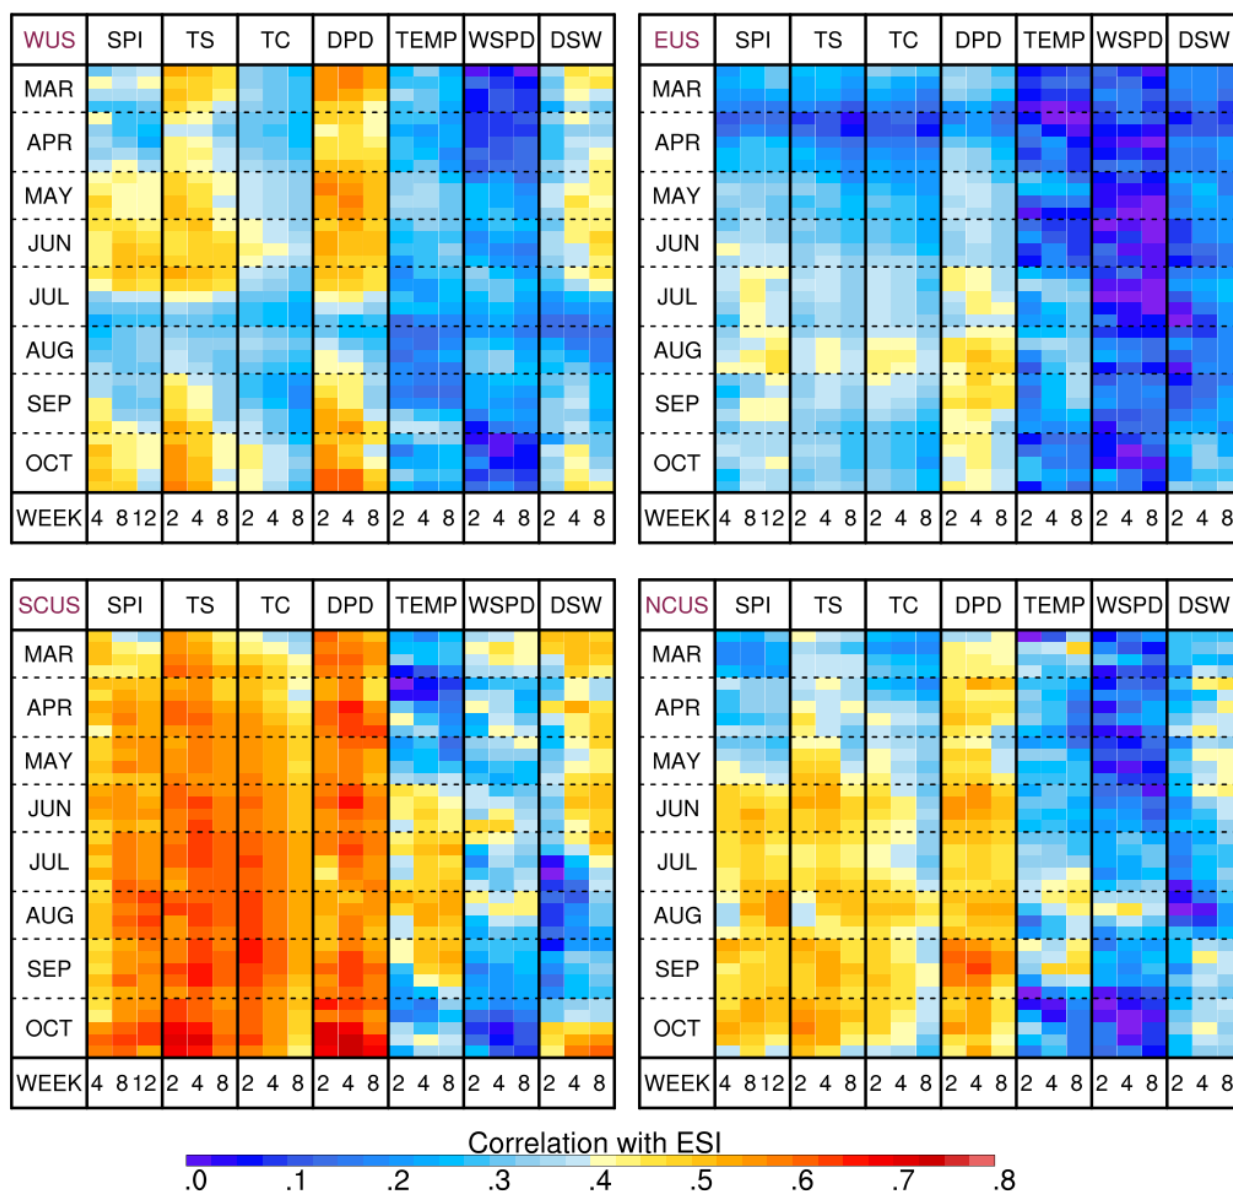 WUS SPI TS TC DPD TEMP WSPD DSW
MAR
APR
MAY
JUN
JUL
AUG
SEP
OCT
WEEK 4 8 12 2 4 8 2 4 8 2 4 8 2 4 8 2 4 8 2 4 8
EUS SPI TS TC DPD TEMP WSPD DSW
MAR
APR
MAY
JUN
JUL
AUG
SEP
OCT
WEEK 4 8 12 2 4 8 2 4 8 2 4 8 2 4 8 2 4 8 2 4 8
SCUS SPI TS TC DPD TEMP WSPD DSW
MAR
APR
MAY
JUN
JUL
AUG
SEP
OCT
WEEK 4 8 12 2 4 8 2 4 8 2 4 8 2 4 8 2 4 8 2 4 8
NCUS SPI TS TC DPD TEMP WSPD DSW
MAR
APR
MAY
JUN
JUL
AUG
SEP
OCT
WEEK 4 8 12 2 4 8 2 4 8 2 4 8 2 4 8 2 4 8 2 4 8
Correlation with ESI
.0 .1 .2 .3 .4 .5 .6 .7 .8